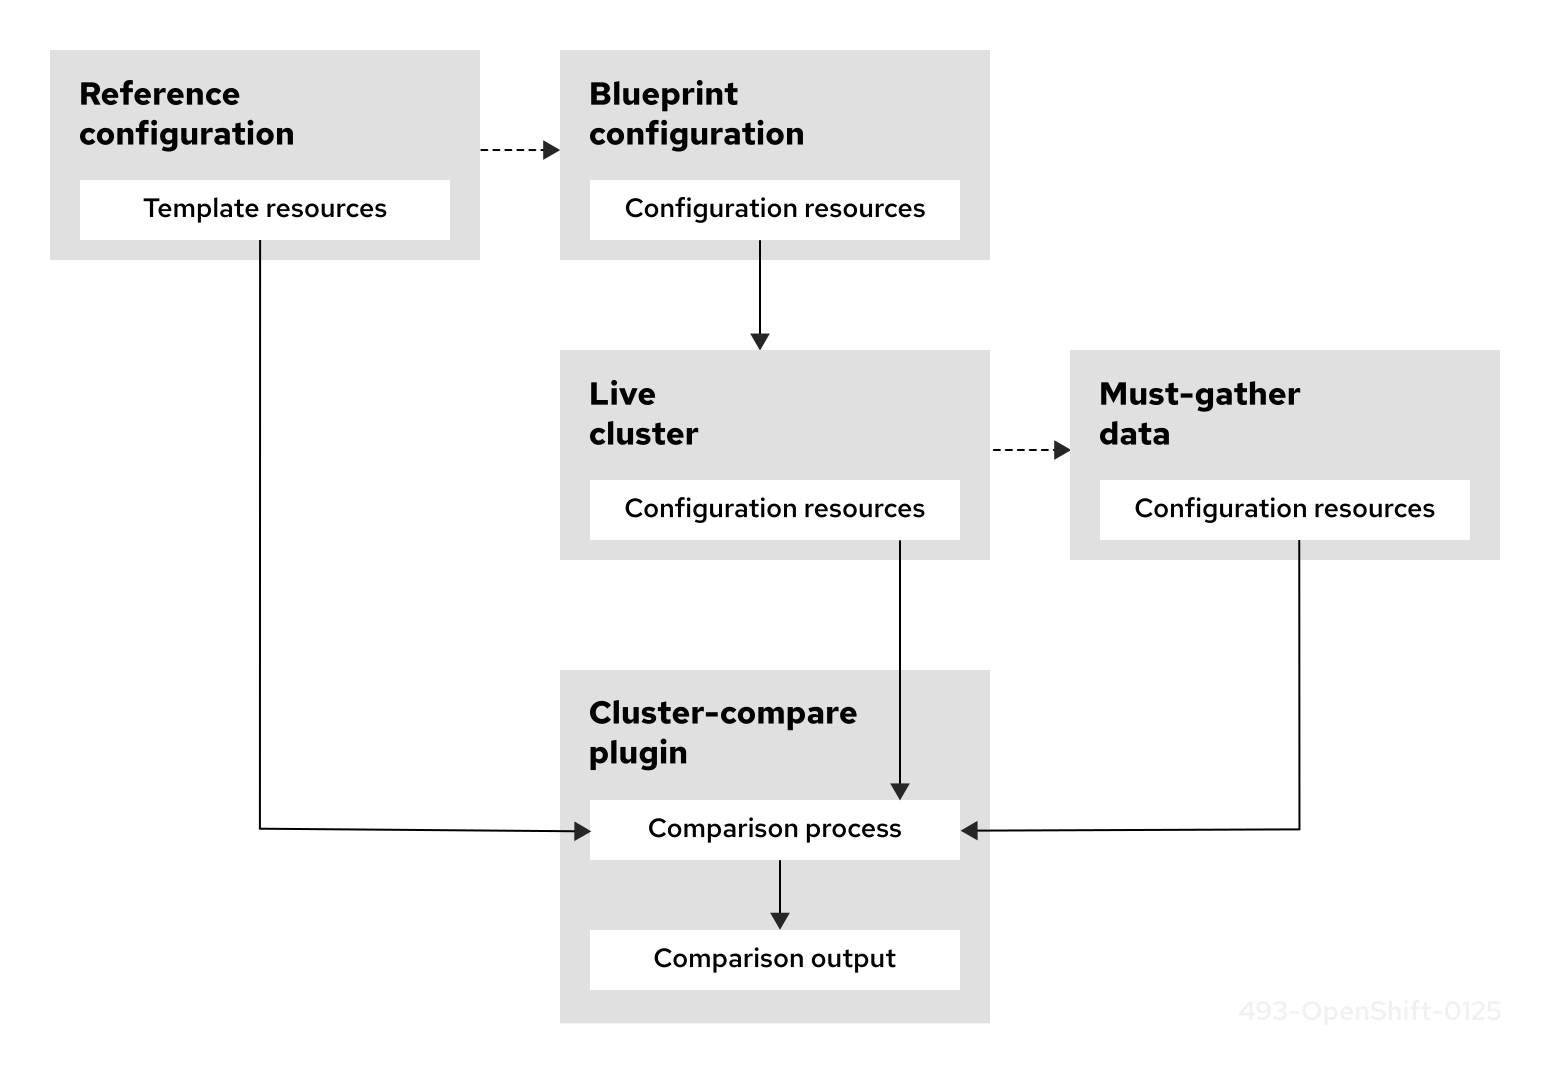 Reference
configuration
Template resources
Blueprint
configuration
Configuration resources
Live
cluster
Configuration resources
Must-gather
data
Configuration resources
Cluster-compare
plugin
Comparison process
Comparison output
493-OpenShift-0125